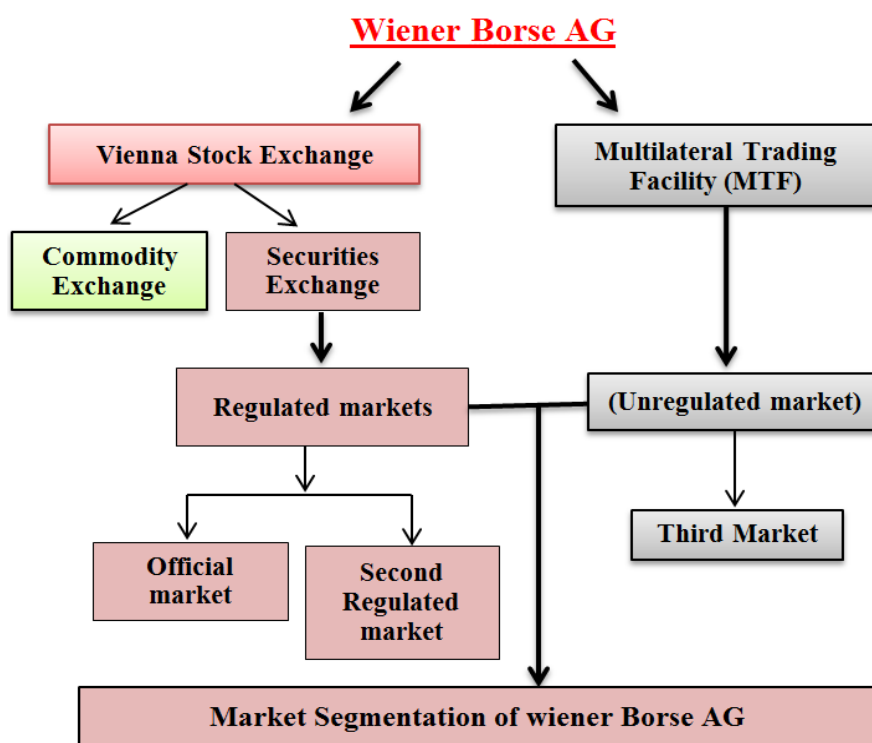 Wiener Borse AG
Vienna Stock Exchange
Multilateral Trading
Facility (MTF)
Commodity
Exchange
Securities
Exchange
Regulated markets
(Unregulated market)
Third Market
Official
market
Second
Regulated
market
Market Segmentation of wiener Borse AG